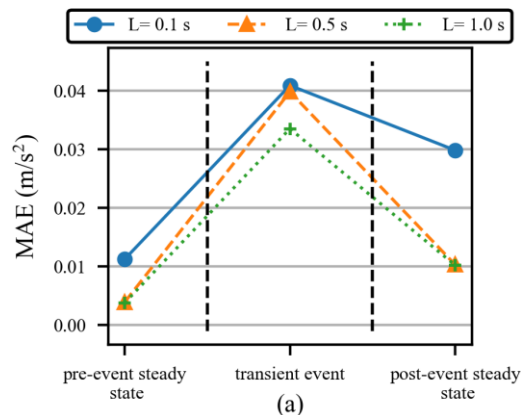 L= 0.1 s L= 0.5 s L= 1.0 s
MAE (m/s²)
0.04
0.03
0.02
0.01
0.00
pre-event steady
state
transient event
post-event steady
state
(a)